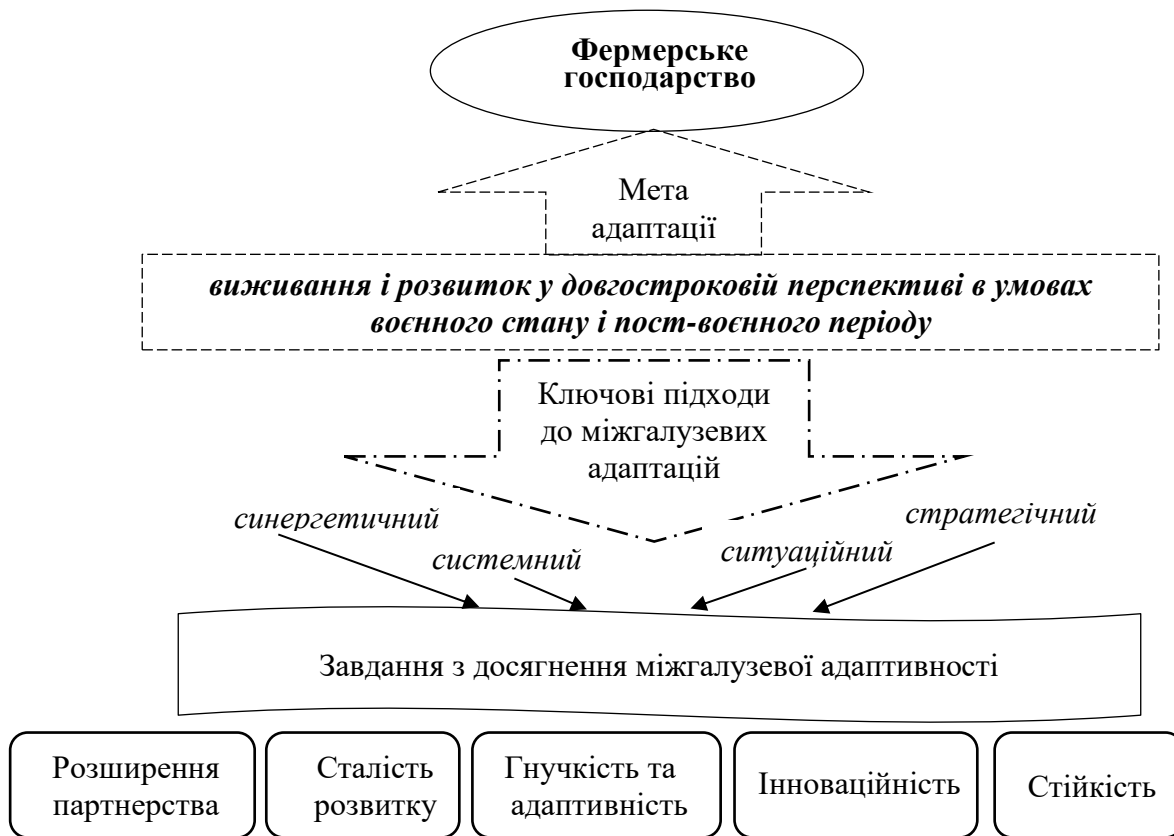 Фермерське
господарство
Мета
адаптації
виживання і розвиток у довгостроковій перспективі в умовах
воєнного стану і пост-воєнного періоду
Ключові підходи
до міжгалузевих
адаптацій
синергетичний
системний
ситуаційний
стратегічний
Завдання з досягнення міжгалузевої адаптивності
Розширення
партнерства
Сталість
розвитку
Гнучкість та
адаптивність
Інноваційність
Стійкість